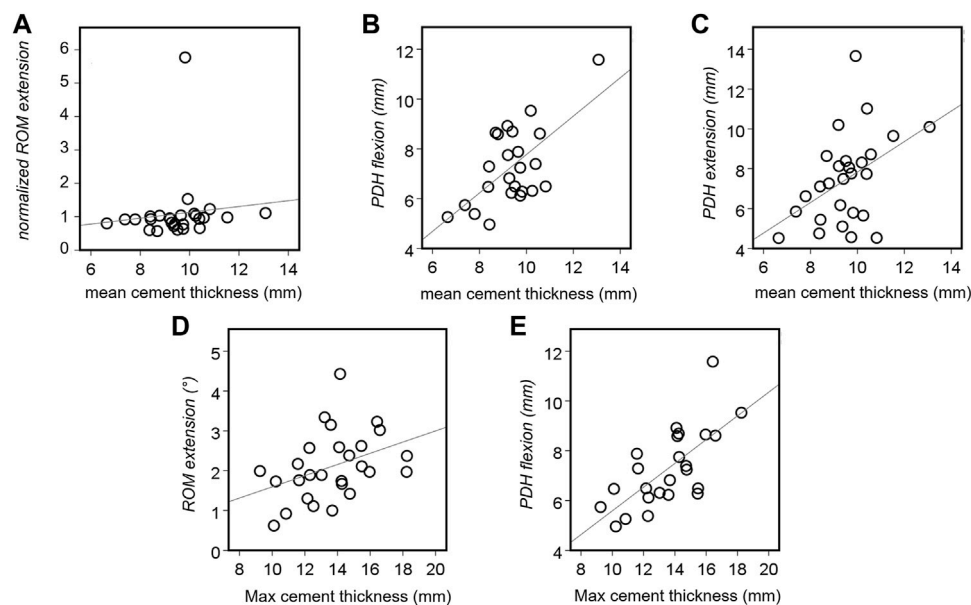 A
normalized ROM extension
6
5
4
3
2
1
0
6 8 10 12 14
mean cement thickness (mm)
B
PDH flexion (mm)
12
10
8
6
4
6 8 10 12 14
mean cement thickness (mm)
C
PDH extension (mm)
14
12
10
8
6
4
6 8 10 12 14
mean cement thickness (mm)
D
ROM extension (°)
5
4
3
2
1
0
8 10 12 14 16 18 20
Max cement thickness (mm)
E
PDH flexion (mm)
12
10
8
6
4
8 10 12 14 16 18 20
Max cement thickness (mm)